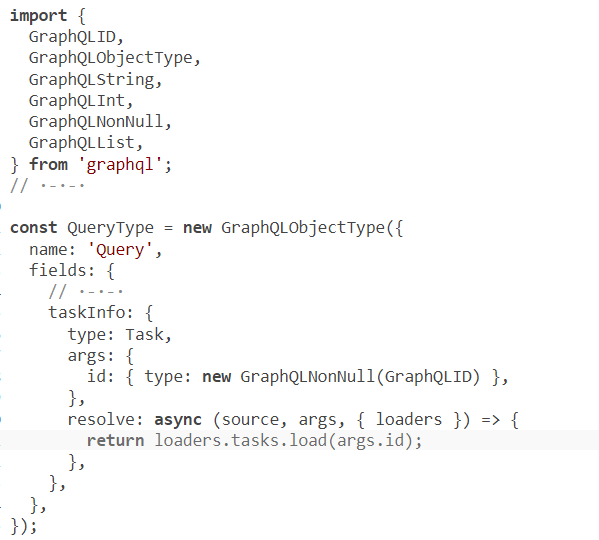 import {
  GraphQLID,
  GraphQLObjectType,
  GraphQLString,
  GraphQLInt,
  GraphQLNonNull,
  GraphQLList,
} from 'graphql';
// ·-·-·
const QueryType = new GraphQLObjectType({
  name: 'Query',
  fields: {
    // ·-·-·
    taskInfo: {
      type: Task,
      args: {
        id: { type: new GraphQLNonNull(GraphQLID) },
      },
      resolve: async (source, args, { loaders }) => {
        return loaders.tasks.load(args.id);
      },
    },
  },
});